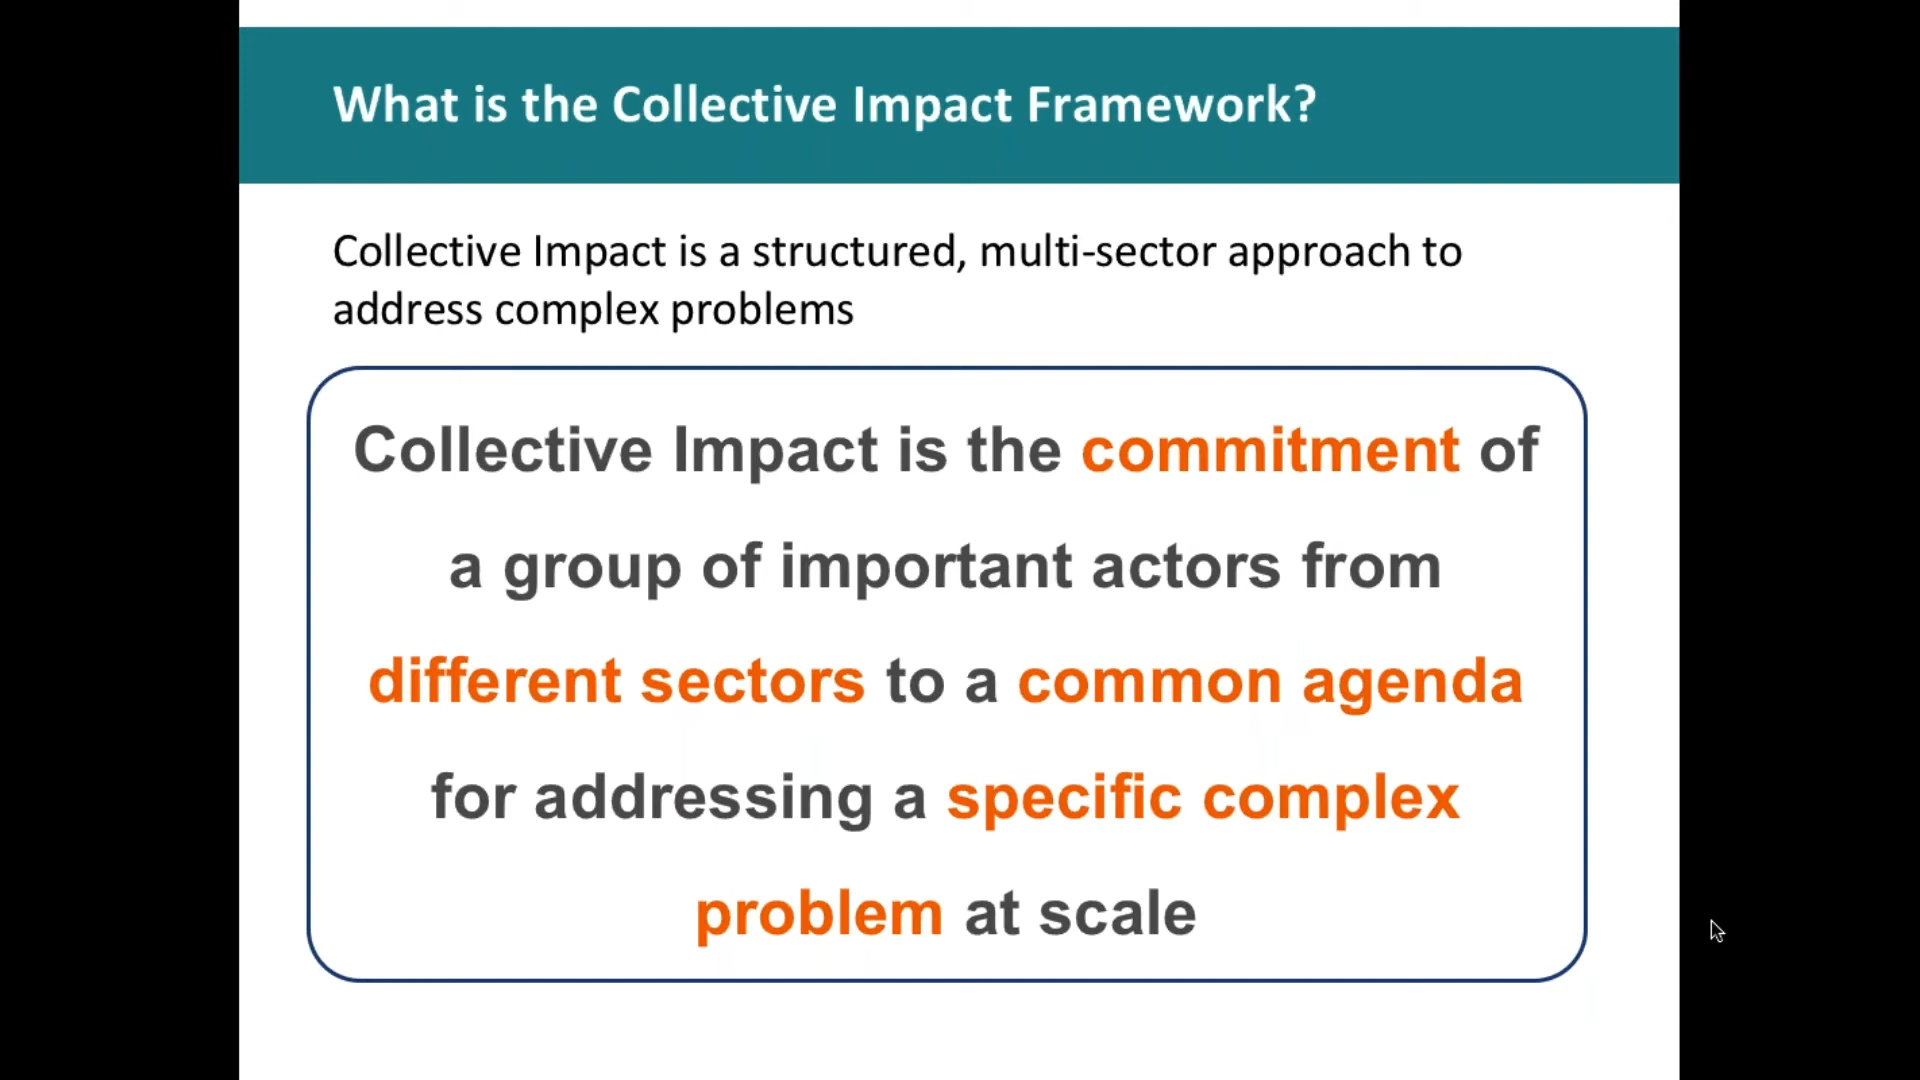 What is the Collective Impact Framework?
Collective Impact is a structured, multi-sector approach to
address complex problems
Collective Impact is the commitment of
a group of important actors from
different sectors to a common agenda
for addressing a specific complex
problem at scale